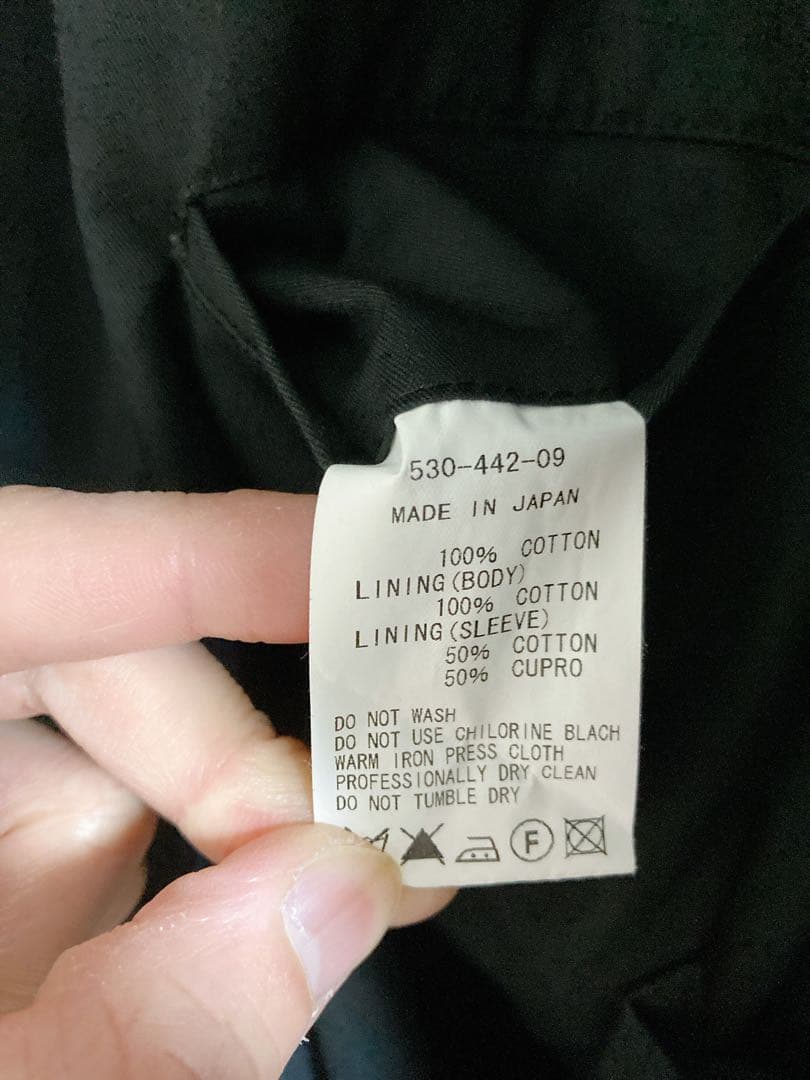 530-442-09
MADE IN JAPAN
100% COTTON
LINING(BODY)
100% COTTON
LINING(SLEEVE)
50% COTTON
50% CUPRO
DO NOT WASH
DO NOT USE CHILORINE BLACH
WARM IRON PRESS CLOTH
PROFESSIONALLY DRY CLEAN
DO NOT TUMBLE DRY
F